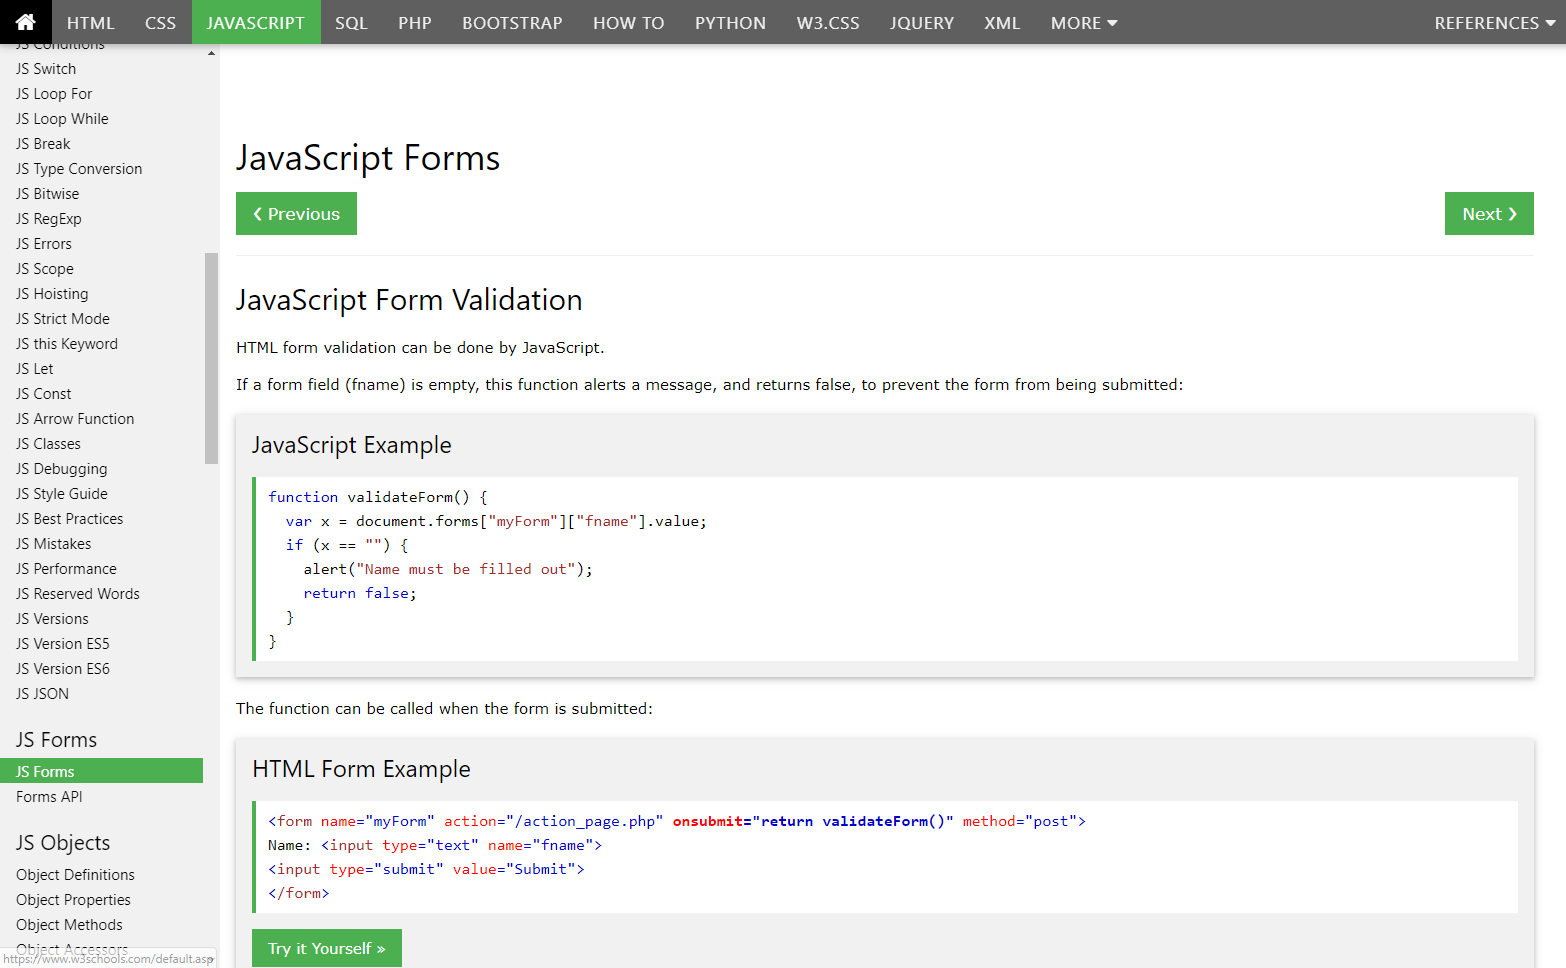 HTML CSS JAVASCRIPT SQL PHP BOOTSTRAP HOW TO PYTHON W3.CSS JQUERY XML MORE REFERENCES
JS Conditions
JS Switch
JS Loop For
JS Loop While
JS Break
JS Type Conversion
JS Bitwise
JS RegExp
JS Errors
JS Scope
JS Hoisting
JS Strict Mode
JS this Keyword
JS Let
JS Const
JS Arrow Function
JS Classes
JS Debugging
JS Style Guide
JS Best Practices
JS Mistakes
JS Performance
JS Reserved Words
JS Versions
JS Version ES5
JS Version ES6
JS JSON
JS Forms
JS Forms
Forms API
JS Objects
Object Definitions
Object Properties
Object Methods
Object Accessors
https://www.w3schools.com/default.asp
JavaScript Forms
❮ Previous
Next ❯
JavaScript Form Validation
HTML form validation can be done by JavaScript.
If a form field (fname) is empty, this function alerts a message, and returns false, to prevent the form from being submitted:
JavaScript Example
function validateForm() {
  var x = document.forms["myForm"]["fname"].value;
  if (x == "") {
    alert("Name must be filled out");
    return false;
  }
}
The function can be called when the form is submitted:
HTML Form Example
<form name="myForm" action="/action_page.php" onsubmit="return validateForm()" method="post">
Name: <input type="text" name="fname">
<input type="submit" value="Submit">
</form>
Try it Yourself »